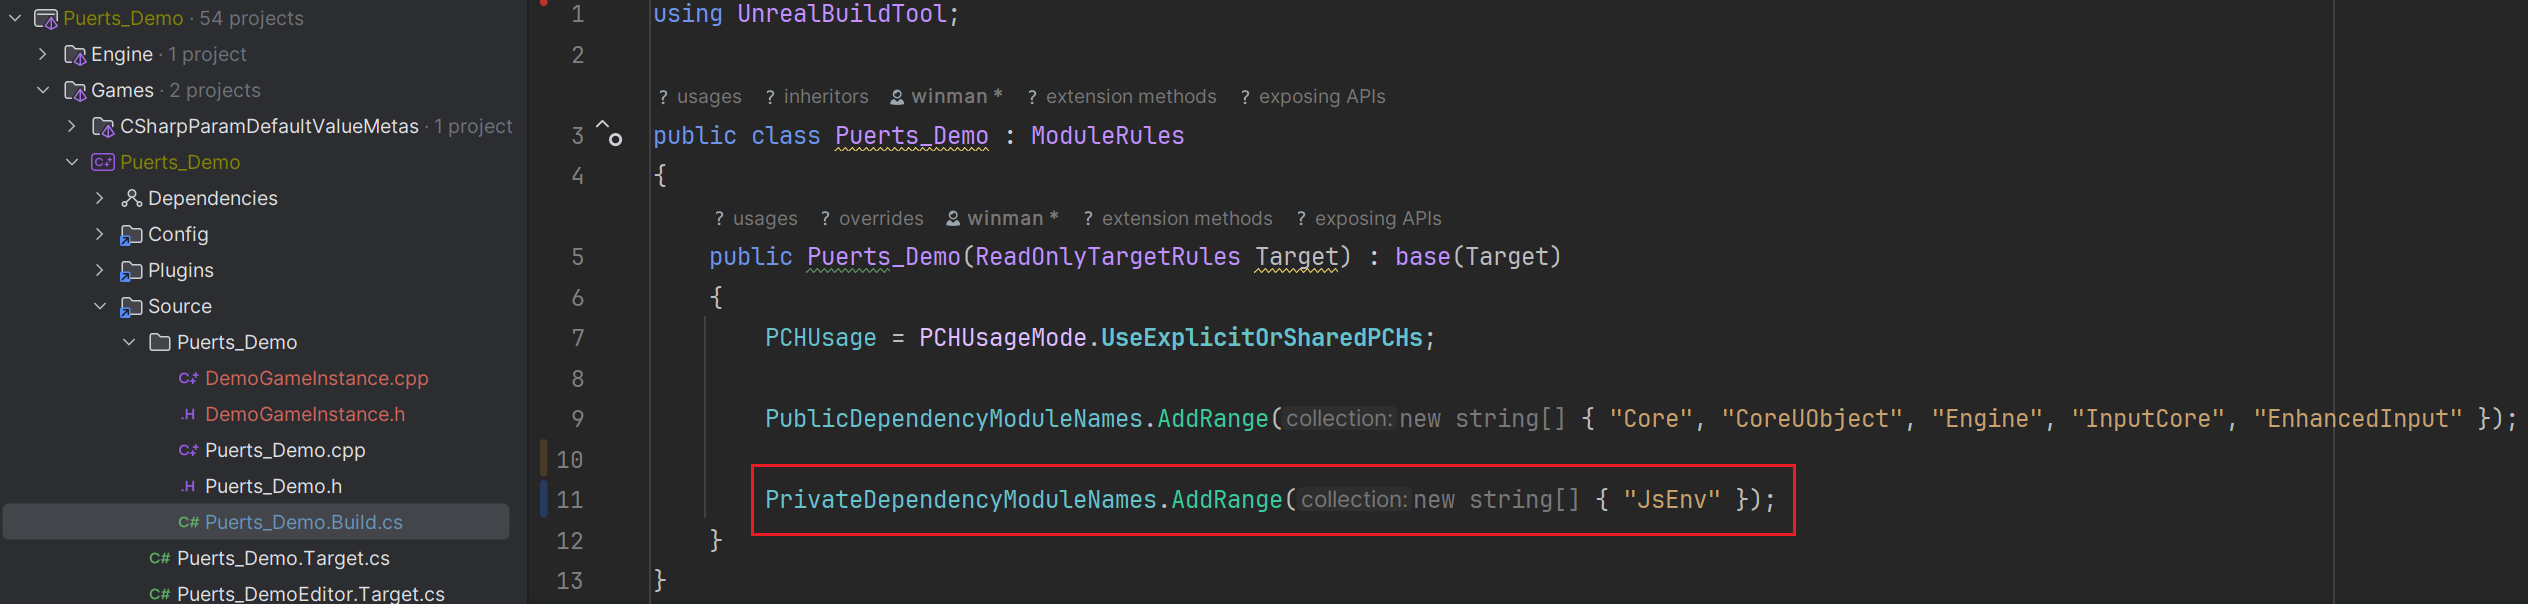 Puerts_Demo · 54 projects
Engine · 1 project
Games · 2 projects
CSharpParamDefaultValueMetas · 1 project
Puerts_Demo
Dependencies
Config
Plugins
Source
Puerts_Demo
C++ DemoGameInstance.cpp
.H DemoGameInstance.h
C++ Puerts_Demo.cpp
.H Puerts_Demo.h
C# Puerts_Demo.Build.cs
C# Puerts_Demo.Target.cs
C# Puerts_DemoEditor.Target.cs
1 using UnrealBuildTool;
2
? usages ? inheritors winman * ? extension methods ? exposing APIs
3 public class Puerts_Demo : ModuleRules
4 {
? usages ? overrides winman * ? extension methods ? exposing APIs
5 public Puerts_Demo(ReadOnlyTargetRules Target) : base(Target)
6 {
7 PCHUsage = PCHUsageMode.UseExplicitOrSharedPCHs;
8
9 PublicDependencyModuleNames.AddRange(collection: new string[] { "Core", "CoreUObject", "Engine", "InputCore", "EnhancedInput" });
10
11 PrivateDependencyModuleNames.AddRange(collection: new string[] { "JsEnv" });
12 }
13 }